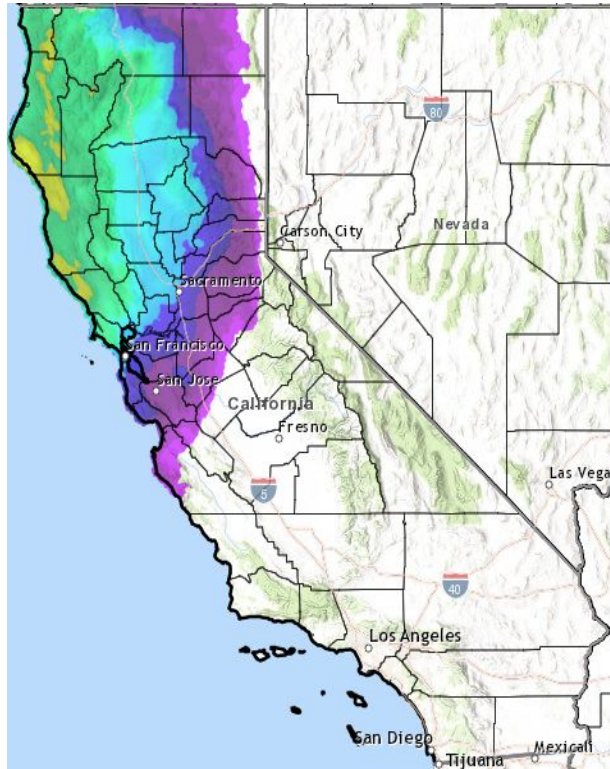 80
Nevada
Carson City
Sacramento
San Francisco
San Jose
California
Fresno
5
Las Vega
40
Los Angeles
San Diego
Tijuana
Mexicali